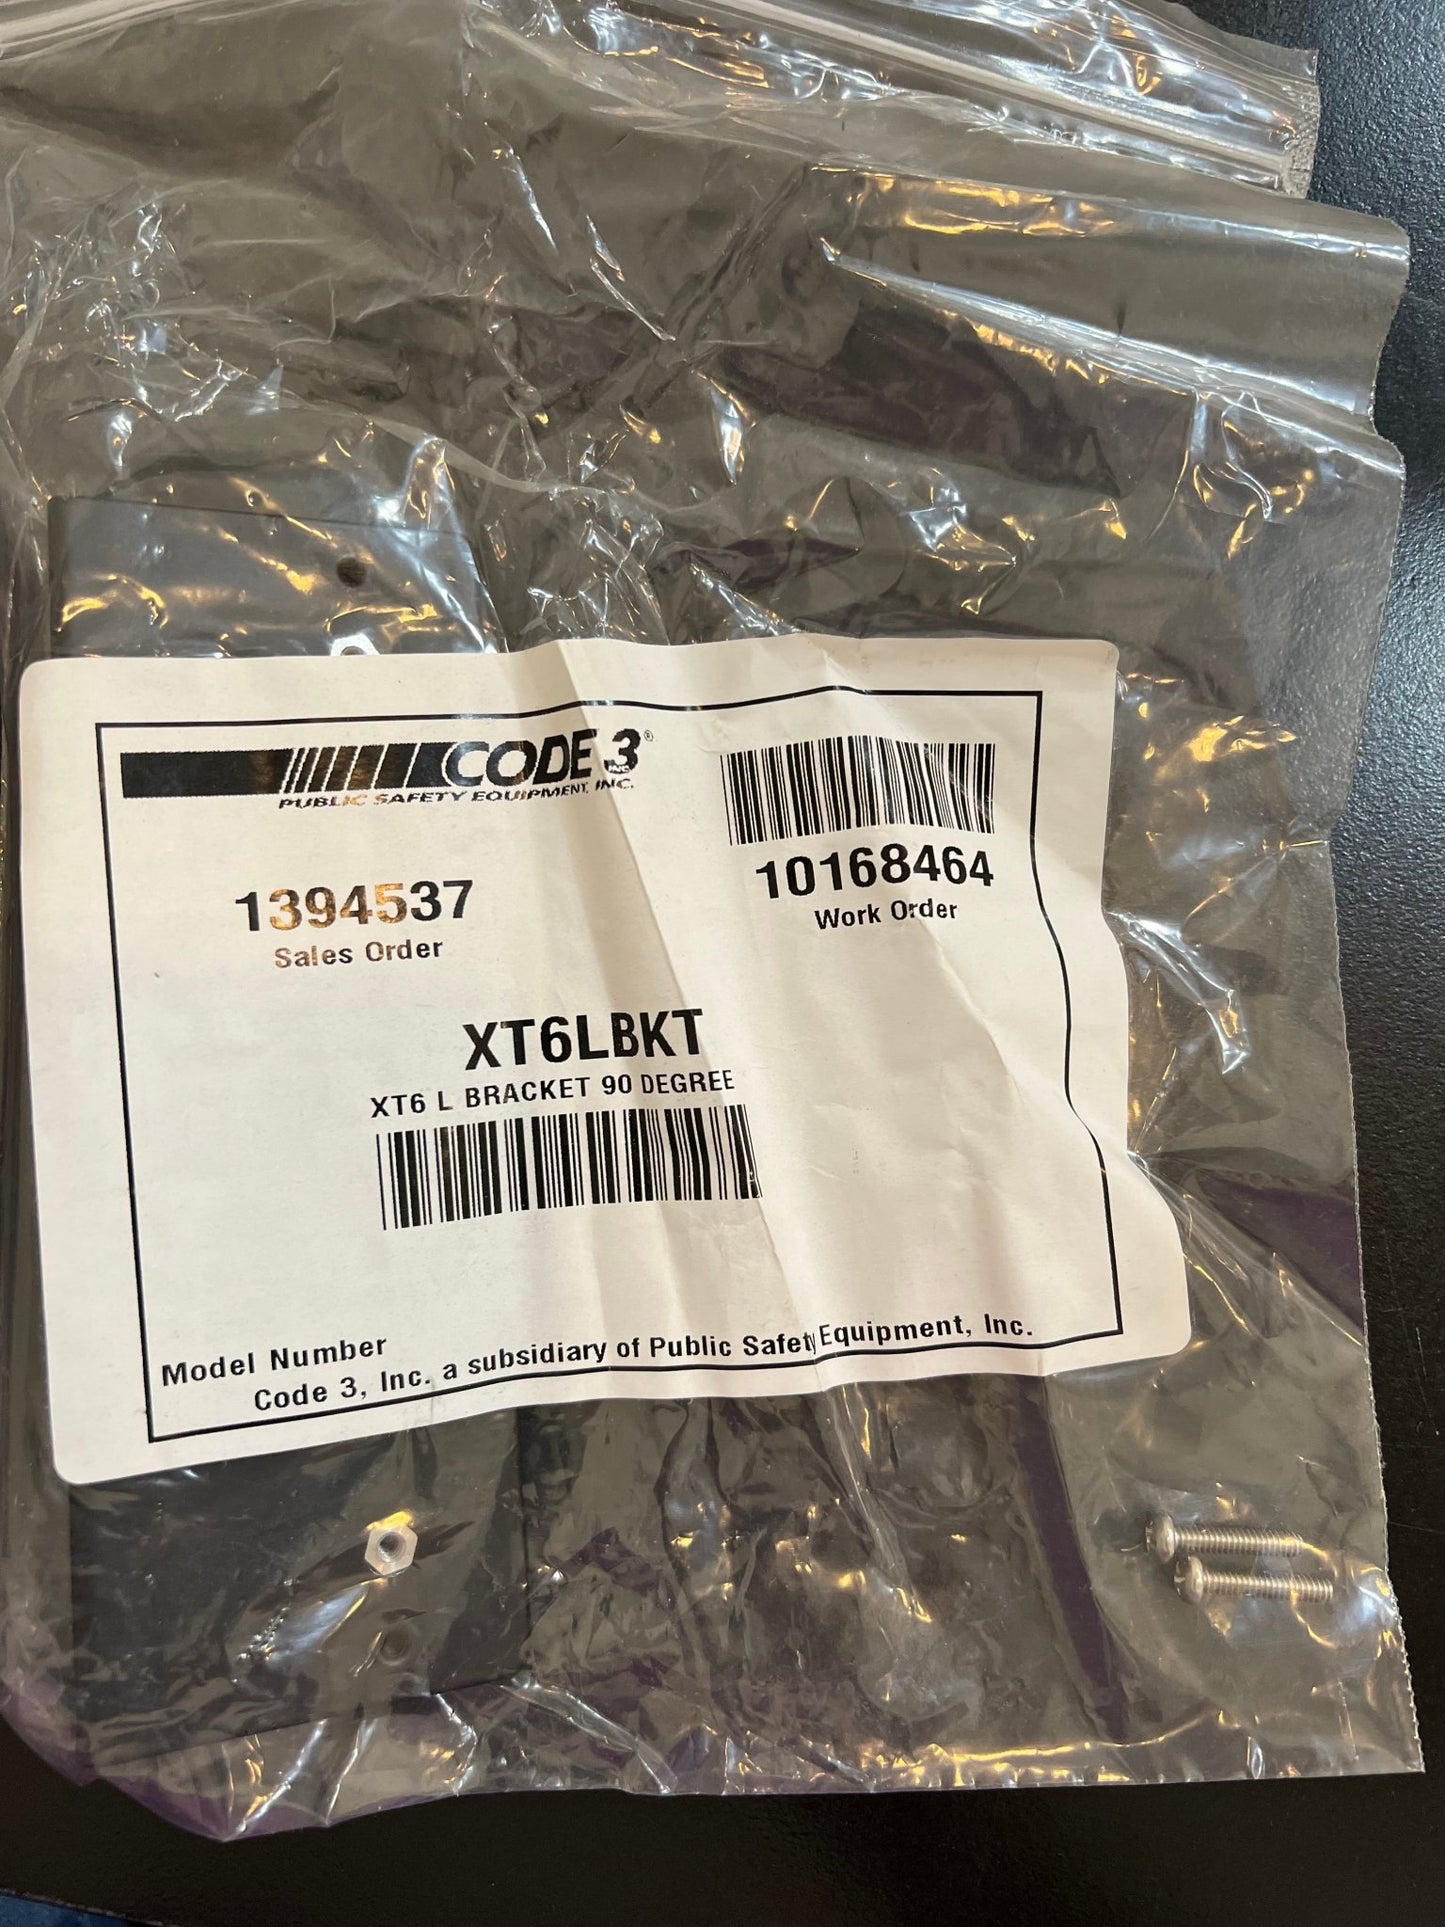 CODE 3®
PUBLIC SAFETY EQUIPMENT, INC.
1394537
Sales Order
10168464
Work Order
XT6LBKT
XT6 L BRACKET 90 DEGREE
Model Number
Code 3, Inc. a subsidiary of Public Safety Equipment, Inc.